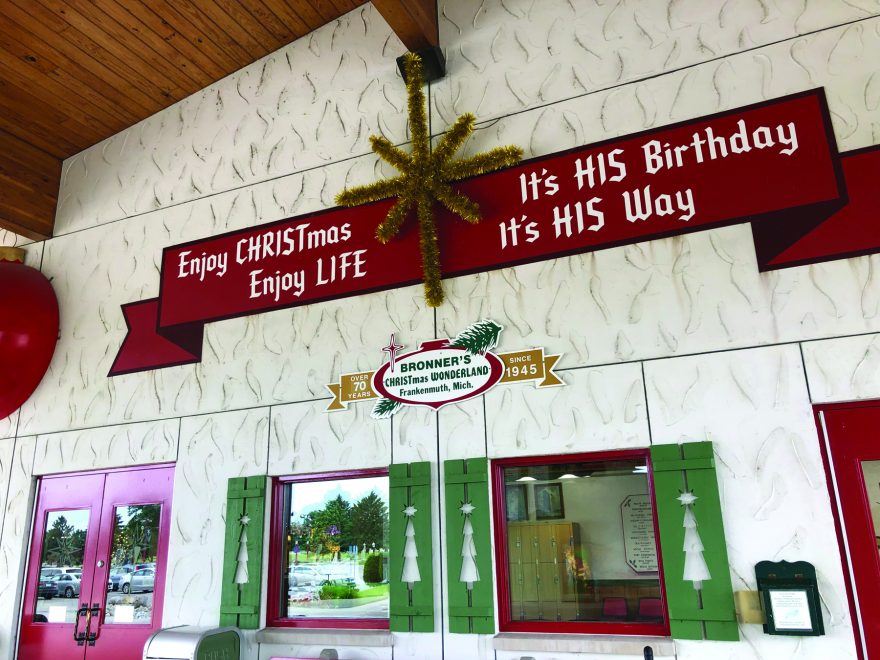 Enjoy CHRISTmas
Enjoy LIFE
It's HIS Birthday
It's HIS Way
OVER
70
YEARS
BRONNER'S
CHRISTmas WONDERLAND
Frankenmuth, Mich.
SINCE
1945